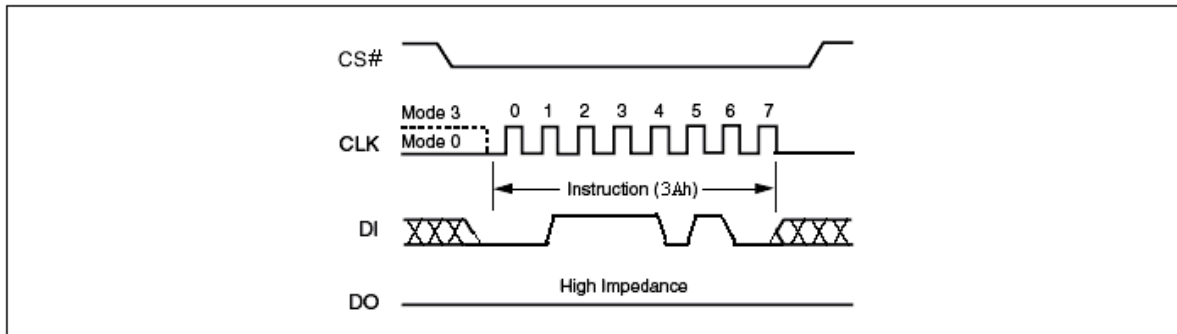 CS#
Mode 3 0 1 2 3 4 5 6 7
CLK Mode 0
Instruction (3Ah)
DI
High Impedance
DO